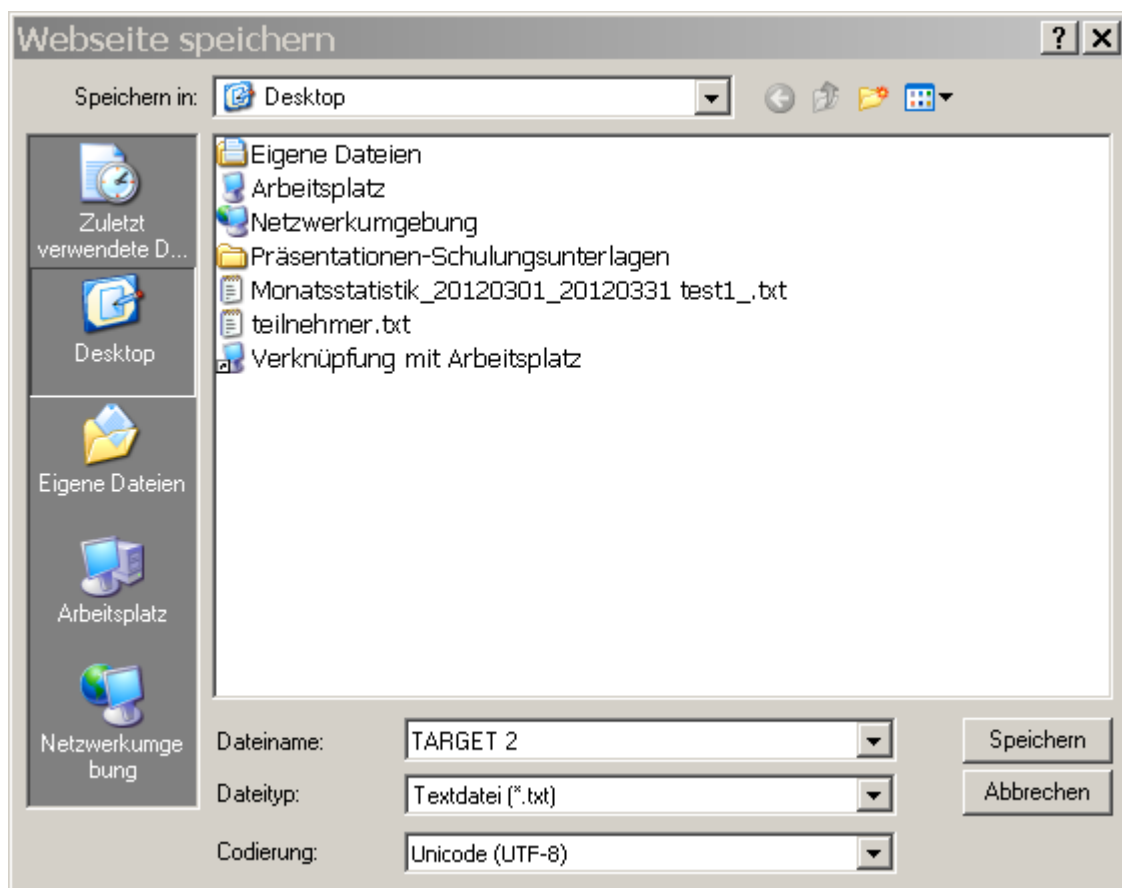 Webseite speichern
Speichern in:
Desktop
Zuletzt
verwendete D...
Desktop
Eigene Dateien
Arbeitsplatz
Netzwerkumge
bung
Eigene Dateien
Arbeitsplatz
Netzwerkumgebung
Präsentationen-Schulungsunterlagen
Monatsstatistik_20120301_20120331 test1_.txt
teilnehmer.txt
Verknüpfung mit Arbeitsplatz
Dateiname: TARGET 2 Speichern
Dateityp: Textdatei (*.txt) Abbrechen
Codierung: Unicode (UTF-8)